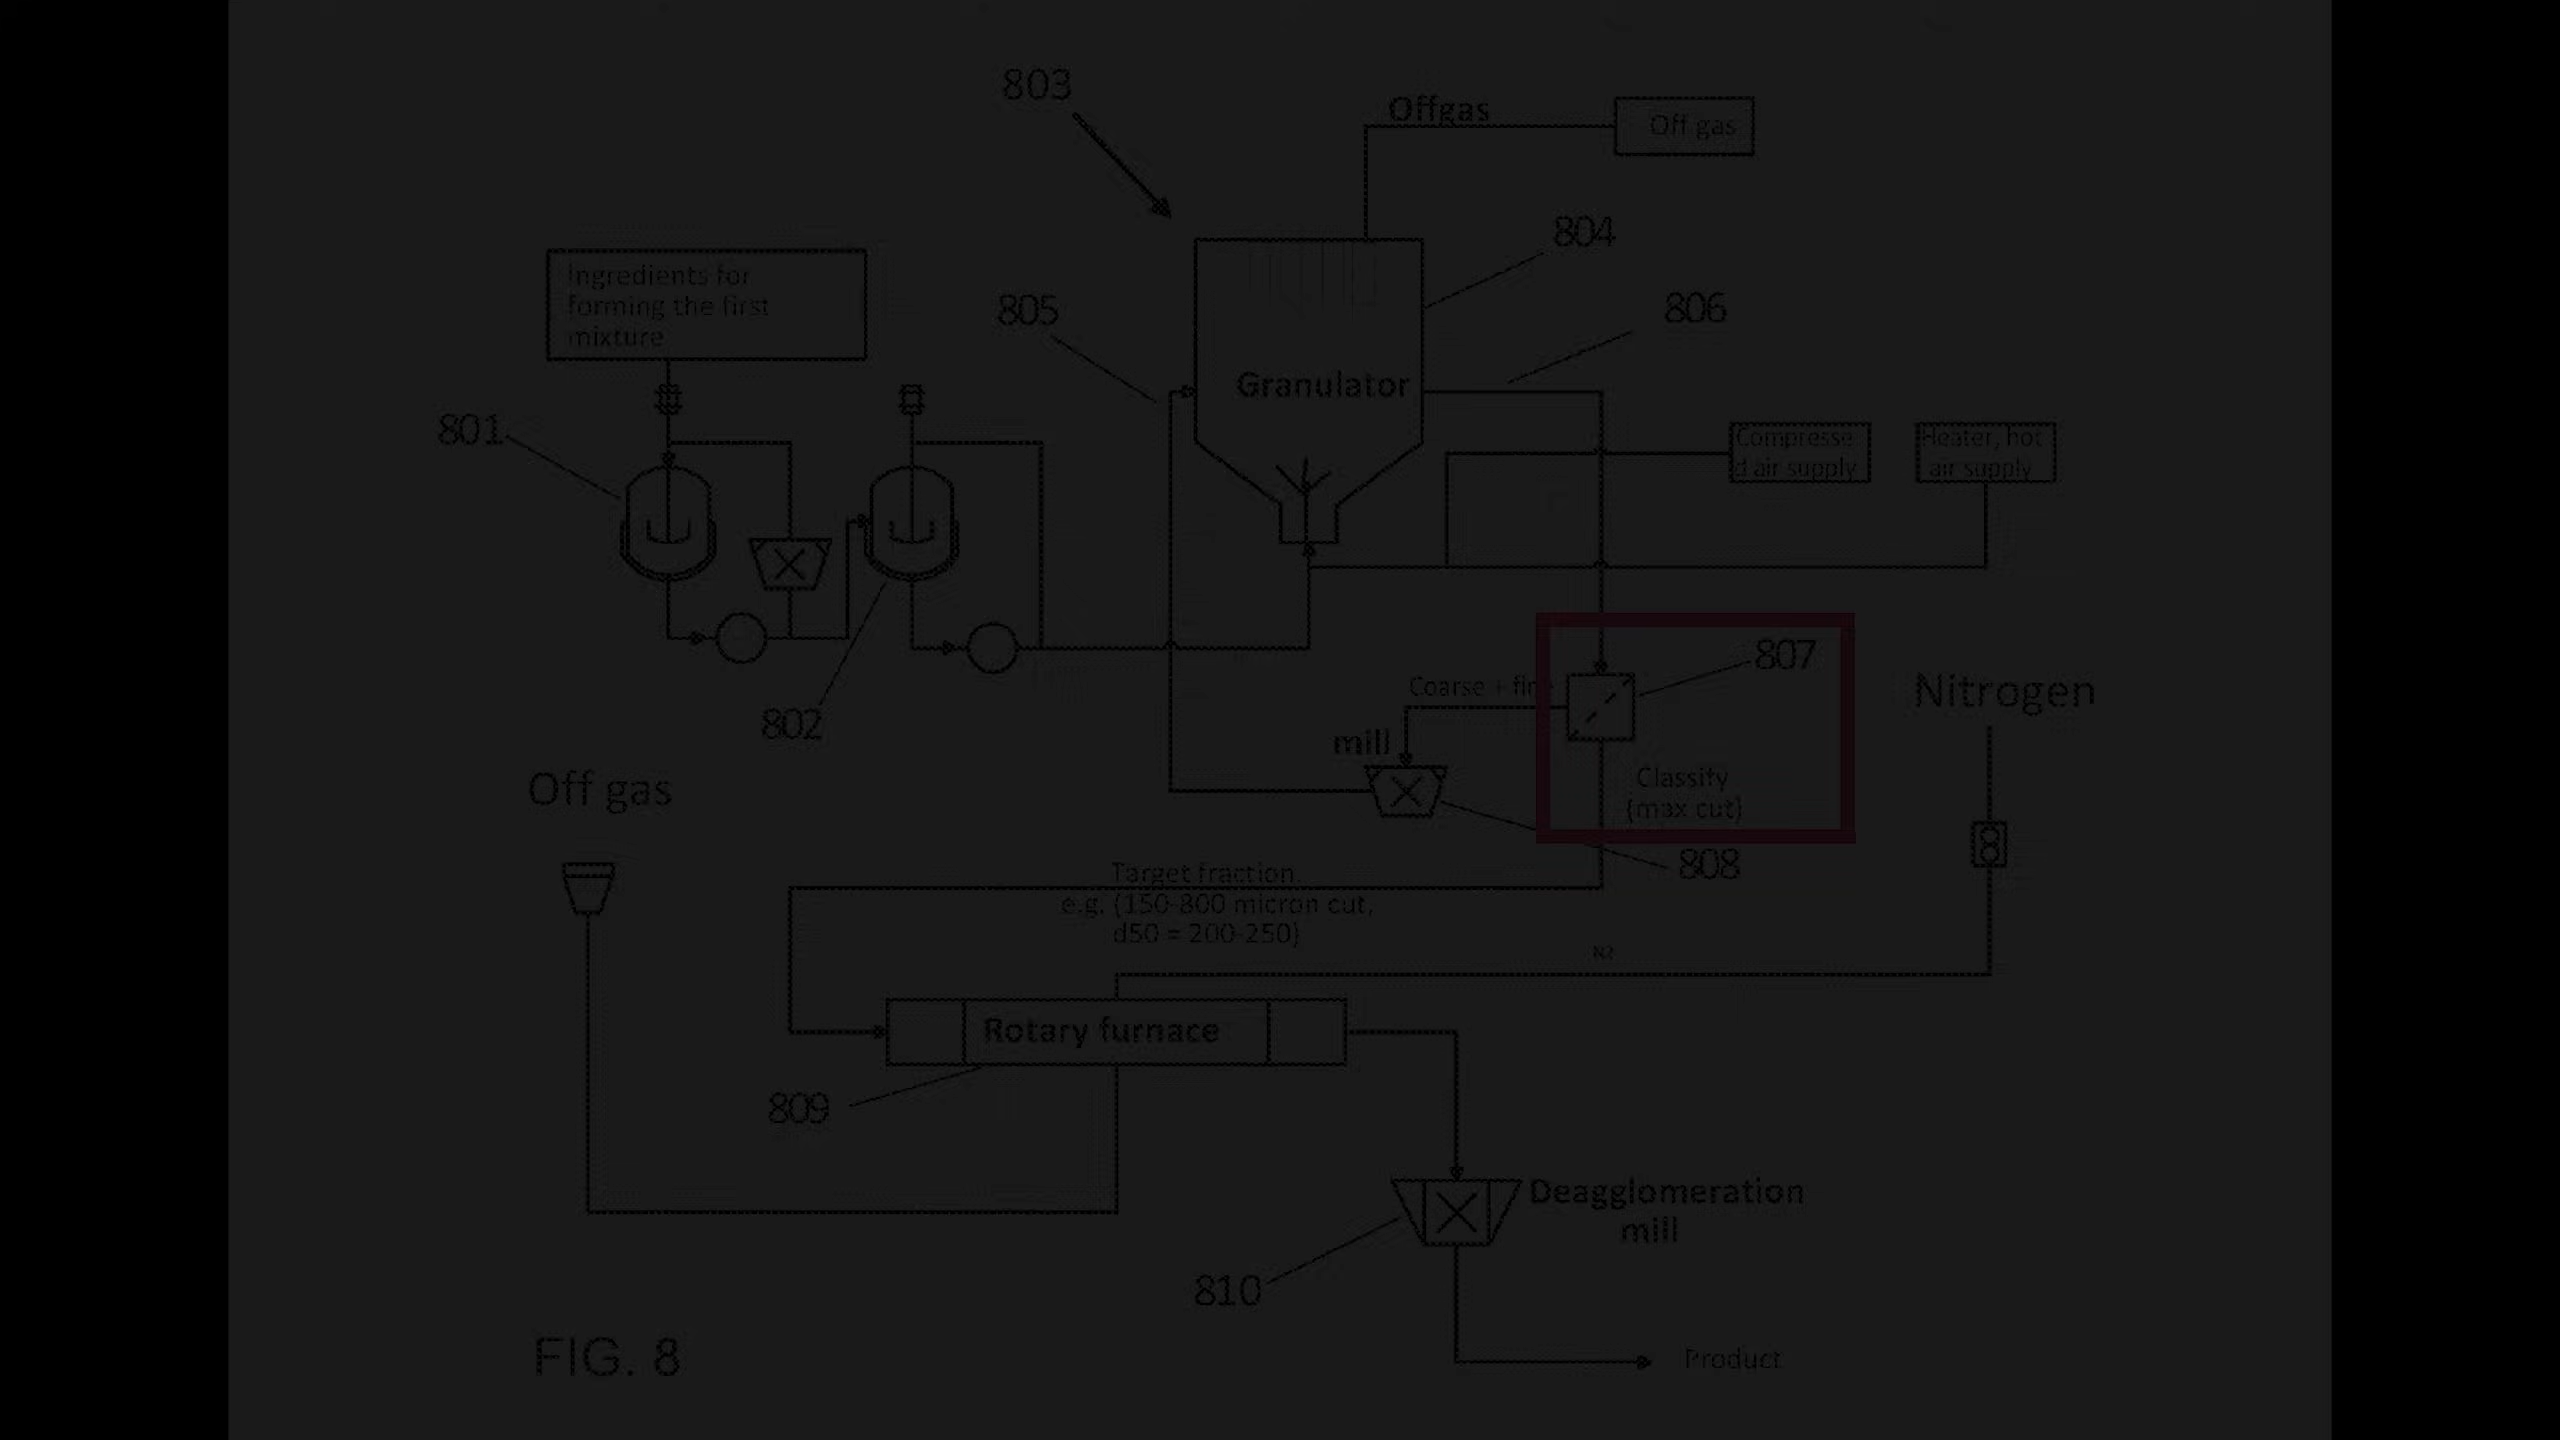 803
Offgas
Off gas
804
Ingredients for
forming the first
mixture
805
806
Granulator
801
Compresse
d air supply
Heater, hot
air supply
807
Coarse + fin
Nitrogen
802
mill
Classify
(max cut)
Off gas
808
Target fraction.
e.g. (150-800 micron cut,
d50 = 200-250)
N2
Rotary furnace
809
Deagglomeration
mill
810
FIG. 8
Product